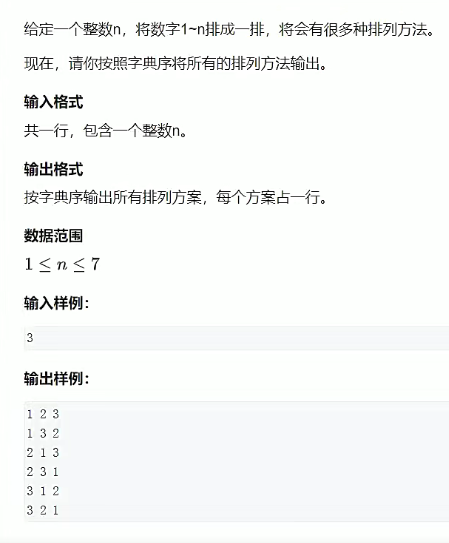 给定一个整数n，将数字1~n排成一排，将会有很多种排列方法。
现在，请你按照字典序将所有的排列方法输出。
输入格式
共一行，包含一个整数n。
输出格式
按字典序输出所有排列方案，每个方案占一行。
数据范围
1 ≤ n ≤ 7
输入样例：
3
输出样例：
1 2 3
1 3 2
2 1 3
2 3 1
3 1 2
3 2 1